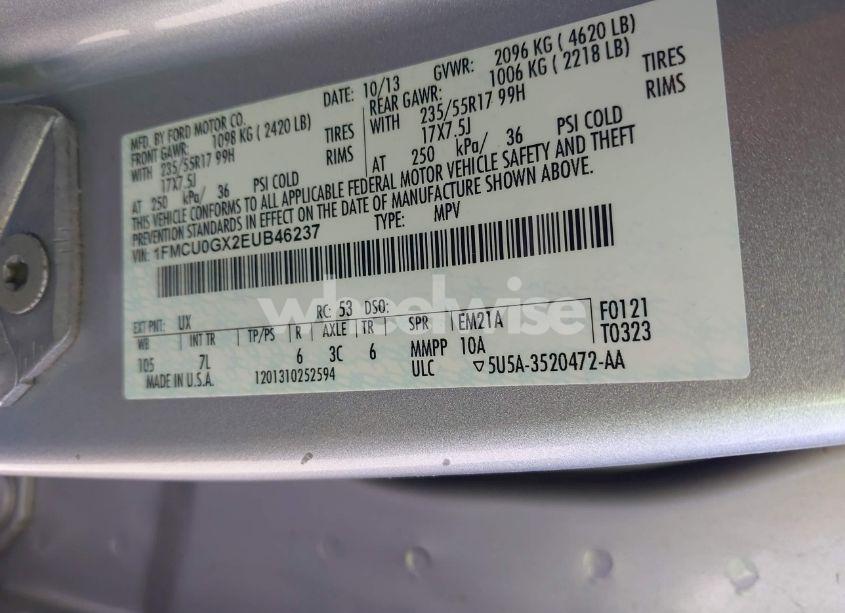 MFD. BY FORD MOTOR CO. DATE: 10/13 GVWR: 2096 KG ( 4620 LB)
FRONT GAWR: 1098 KG ( 2420 LB) REAR GAWR: 1006 KG ( 2218 LB)
WITH 235/55R17 99H TIRES WITH 235/55R17 99H TIRES
17X7.5J RIMS 17X7.5J RIMS
AT 250 kPa/ 36 PSI COLD AT 250 kPa/ 36 PSI COLD
THIS VEHICLE CONFORMS TO ALL APPLICABLE FEDERAL MOTOR VEHICLE SAFETY AND THEFT
PREVENTION STANDARDS IN EFFECT ON THE DATE OF MANUFACTURE SHOWN ABOVE.
VIN: 1FMCU0GX2EUB46237 TYPE: MPV
wheelwise
EXT PNT: UX RC: 53 DSO: F0121
WB INT TR TP/PS R AXLE TR SPR EM21A T0323
105 7L 6 3C 6 MMPP 10A
MADE IN U.S.A. 1201310252594 ULC ▽5U5A-3520472-AA